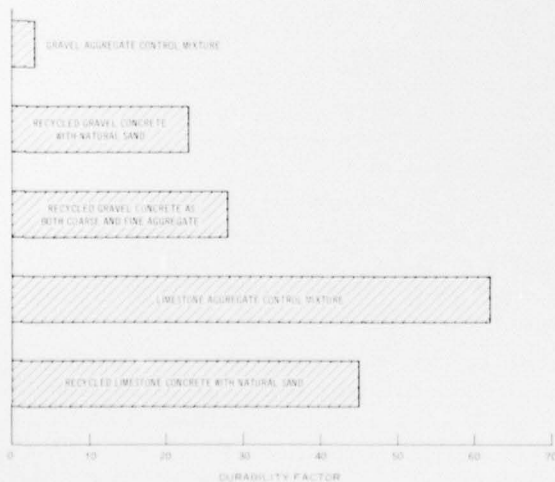 GRAVEL AGGREGATE CONTROL MIXTURE
RECYCLED GRAVEL CONCRETE
WITH NATURAL SAND
RECYCLED GRAVEL CONCRETE AS
BOTH COARSE AND FINE AGGREGATE
LIMESTONE AGGREGATE CONTROL MIXTURE
RECYCLED LIMESTONE CONCRETE WITH NATURAL SAND
0 10 20 30 40 50 60 70
DURABILITY FACTOR